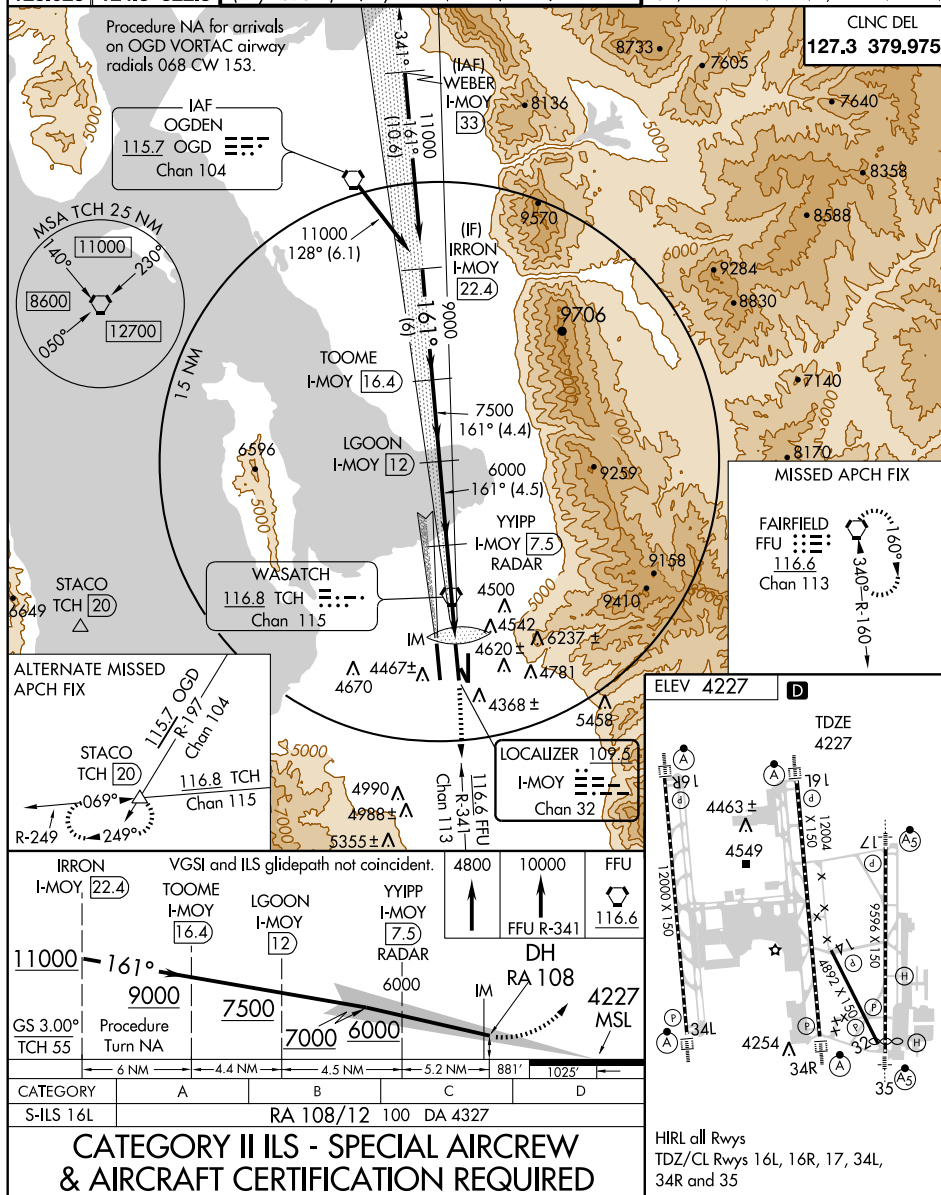 Procedure NA for arrivals
on OGD VORTAC airway
radials 068 CW 153.
CLNC DEL
127.3 379.975
IAF
OGDEN
115.7 OGD
Chan 104
341°
(IAF)
WEBER
I-MOY
33
11000
161°
(10.6)
8733
7605
8136
7640
8358
8588
9570
9284
8830
9706
7140
8170
9259
9158
9410
5000
5000
5000
6000
7000
6000
MSA TCH 25 NM
11000
140°
230°
8600
12700
050°
11000
128° (6.1)
(IF)
IRRON
I-MOY
22.4
15 NM
161°
(6)
9000
TOOME
I-MOY 16.4
7500
161° (4.4)
LGOON
I-MOY 12
6000
161° (4.5)
6596
5000
YYIPP
I-MOY 7.5
RADAR
WASATCH
116.8 TCH
Chan 115
STACO
TCH 20
6649
IM
4500
4542
4620±
6237±
4781
4467±
4670
4368±
5458
MISSED APCH FIX
FAIRFIELD
FFU
116.6
Chan 113
160°
340°
R-160
ALTERNATE MISSED
APCH FIX
115.7 OGD
R-197
Chan 104
STACO
TCH 20
116.8 TCH
Chan 115
069°
249°
R-249
5000
7000
6000
5000
4990
4988±
5355±
R-341
116.6 FFU
Chan 113
LOCALIZER 109.5
I-MOY
Chan 32
ELEV 4227
D
TDZE
4227
A
A
16R
16L
P
P
4463±
4549
12004 X 150
12000 X 150
17
A5
P
9596 X 150
14
P
4892 X 150
H
P
P
P
34L
A
4254
34R
A
32
H
35
A5
HIRL all Rwys
TDZ/CL Rwys 16L, 16R, 17, 34L,
34R and 35
VGSI and ILS glidepath not coincident.
IRRON
I-MOY 22.4
TOOME
I-MOY
16.4
LGOON
I-MOY
12
YYIPP
I-MOY
7.5
RADAR
4800
10000
FFU R-341
FFU
116.6
11000
161°
9000
7500
7000
6000
6000
IM
DH
RA 108
4227
MSL
GS 3.00°
TCH 55
Procedure
Turn NA
6 NM
4.4 NM
4.5 NM
5.2 NM
881'
1025'
CATEGORY A B C D
S-ILS 16L RA 108/12 100 DA 4327
CATEGORY II ILS - SPECIAL AIRCREW
& AIRCRAFT CERTIFICATION REQUIRED